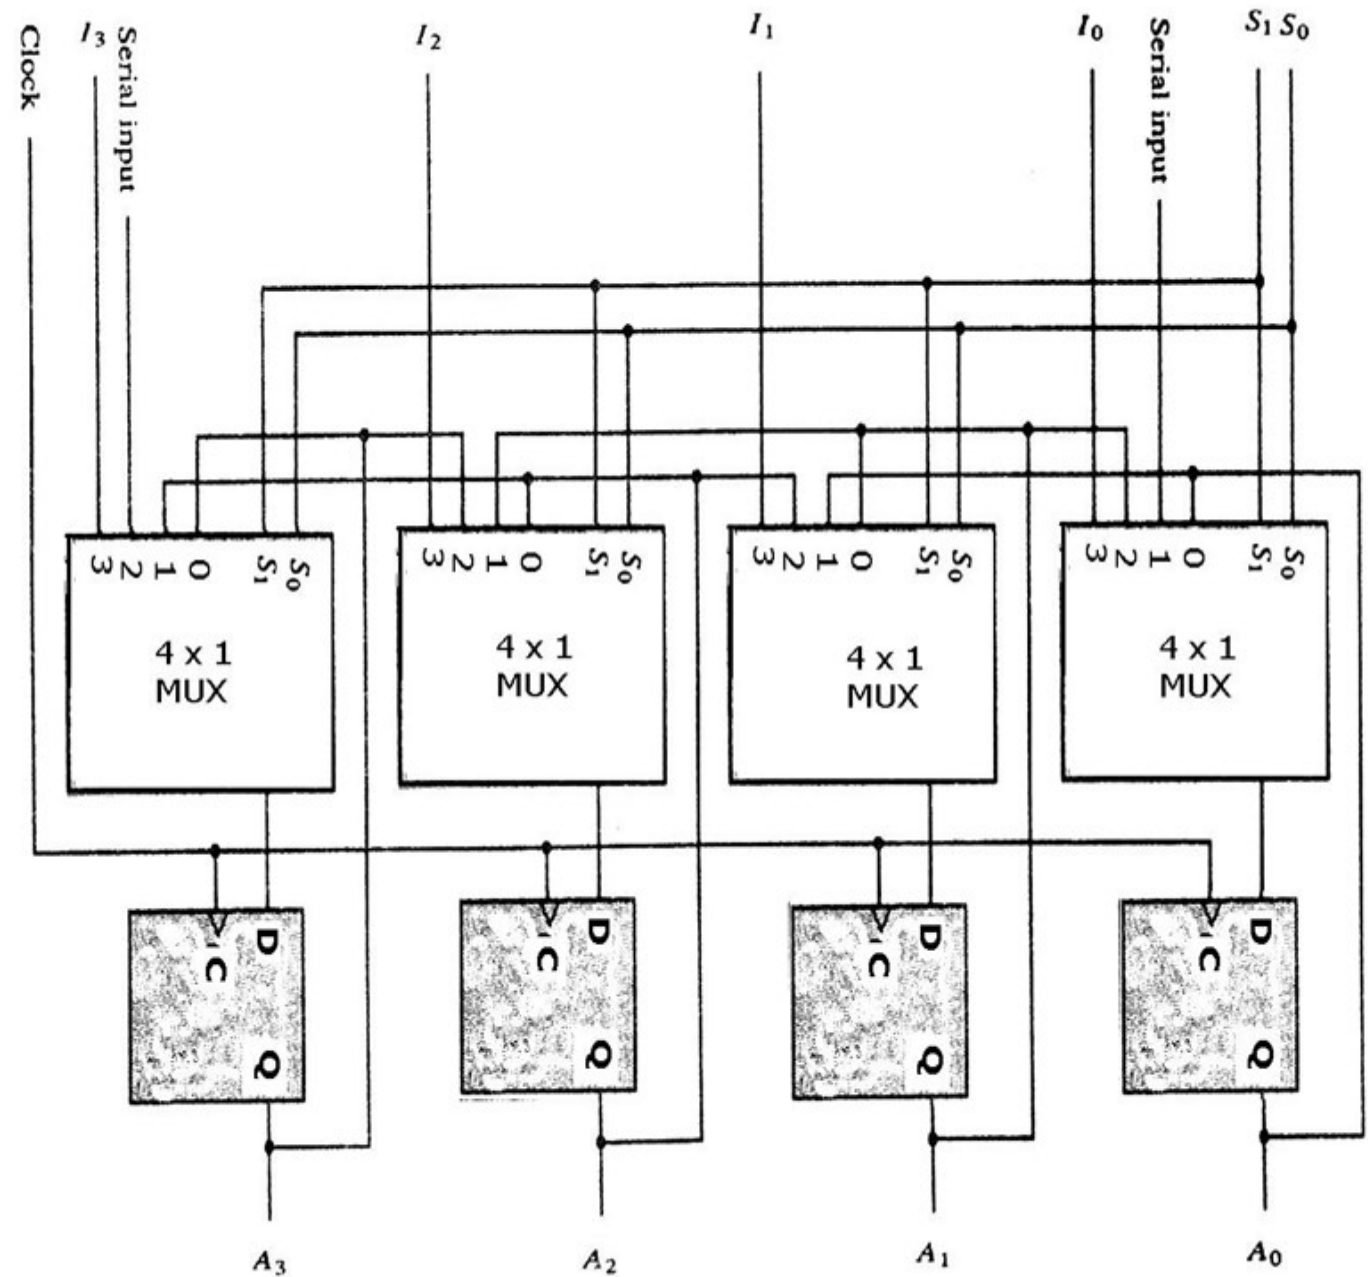 Clock
I3
Serial input
I2
I1
I0
Serial input
S1 S0
3 2 1 0 S1 S0
3 2 1 0 S1 S0
3 2 1 0 S1 S0
3 2 1 0 S1 S0
4 x 1
MUX
4 x 1
MUX
4 x 1
MUX
4 x 1
MUX
D
C
Q
D
C
Q
D
C
Q
D
C
Q
A3
A2
A1
A0